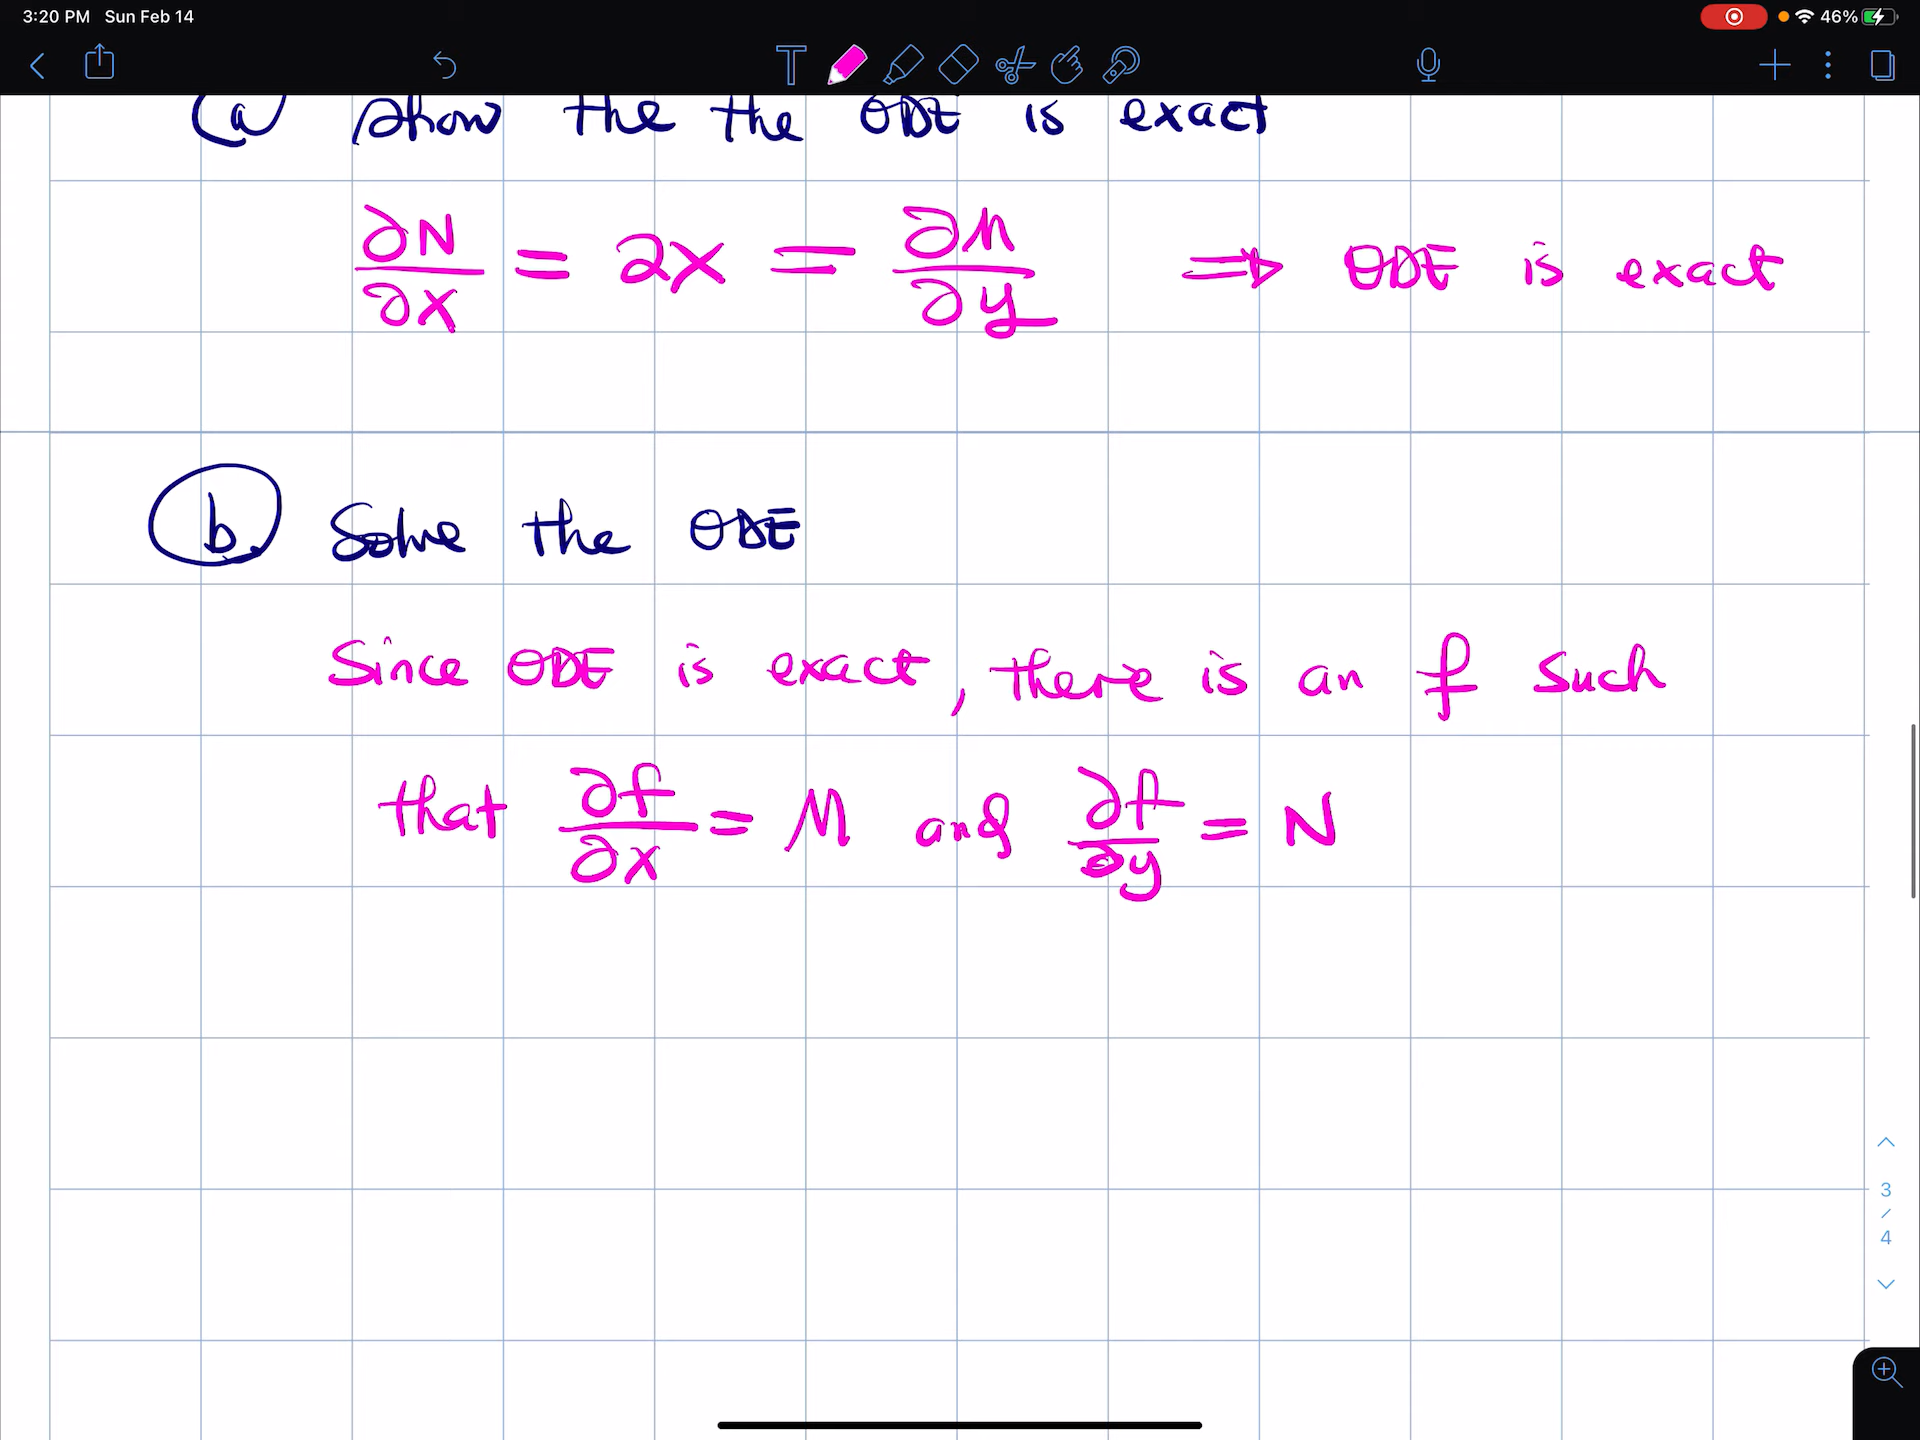 3:20 PM Sun Feb 14 46%
(a) show the the ODE is exact
∂N/∂x = 2x = ∂M/∂y ⇒ ODE is exact
(b.) Solve the ODE
Since ODE is exact, there is an f such
that ∂f/∂x = M and ∂f/∂y = N
3
/
4